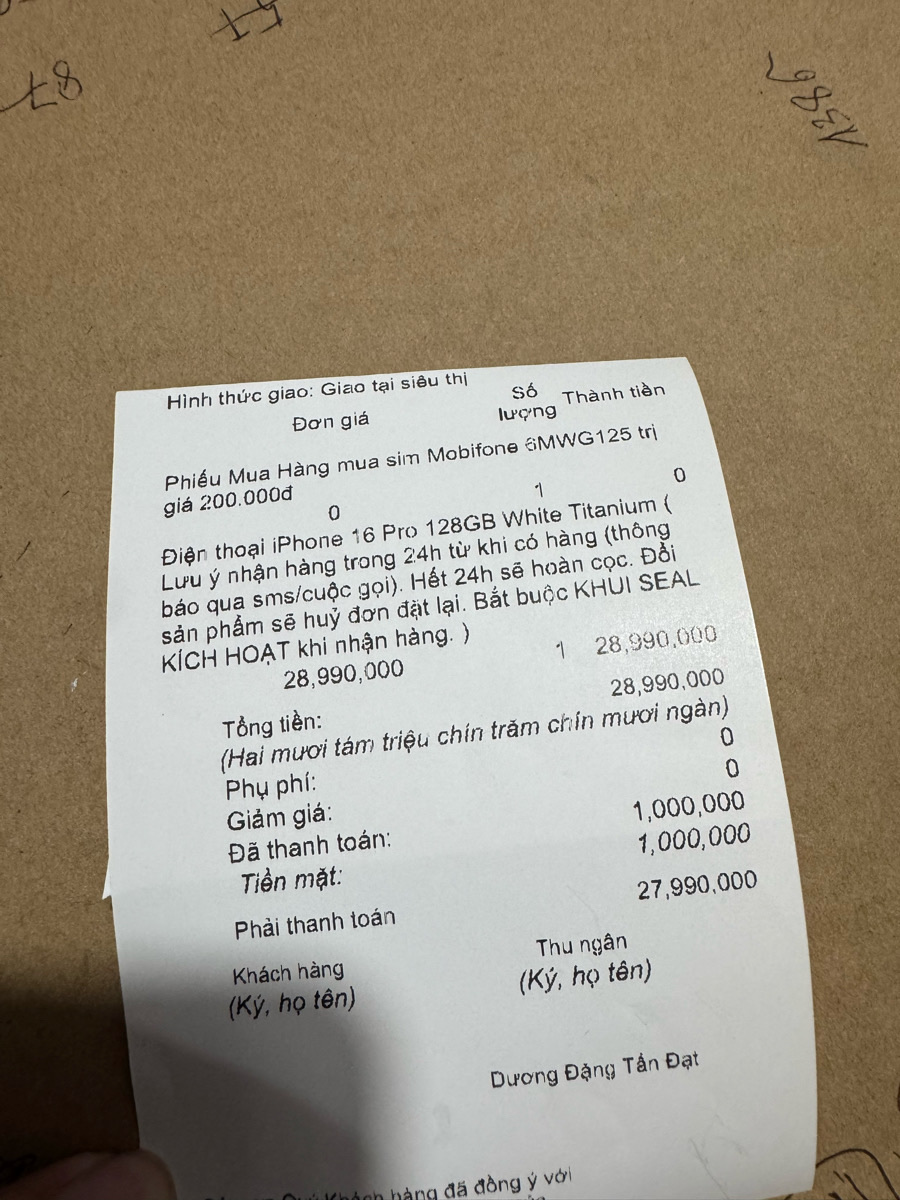 87
1386
Hình thức giao: Giao tại siêu thị
Đơn giá Số lượng Thành tiền
Phiếu Mua Hàng mua sim Mobifone 6MWG125 trị
giá 200.000đ
0 1 0
Điện thoại iPhone 16 Pro 128GB White Titanium (
Lưu ý nhận hàng trong 24h từ khi có hàng (thông
báo qua sms/cuộc gọi). Hết 24h sẽ hoàn cọc. Đổi
sản phẩm sẽ huỷ đơn đặt lại. Bắt buộc KHUI SEAL
KÍCH HOẠT khi nhận hàng. )
28,990,000 1 28,990,000
Tổng tiền: 28,990,000
(Hai mươi tám triệu chín trăm chín mươi ngàn)
Phụ phí: 0
Giảm giá: 0
Đã thanh toán: 1,000,000
Tiền mặt: 1,000,000
Phải thanh toán 27,990,000
Khách hàng Thu ngân
(Ký, họ tên) (Ký, họ tên)
Dương Đặng Tấn Đạt
Quý Khách hàng đã đồng ý với